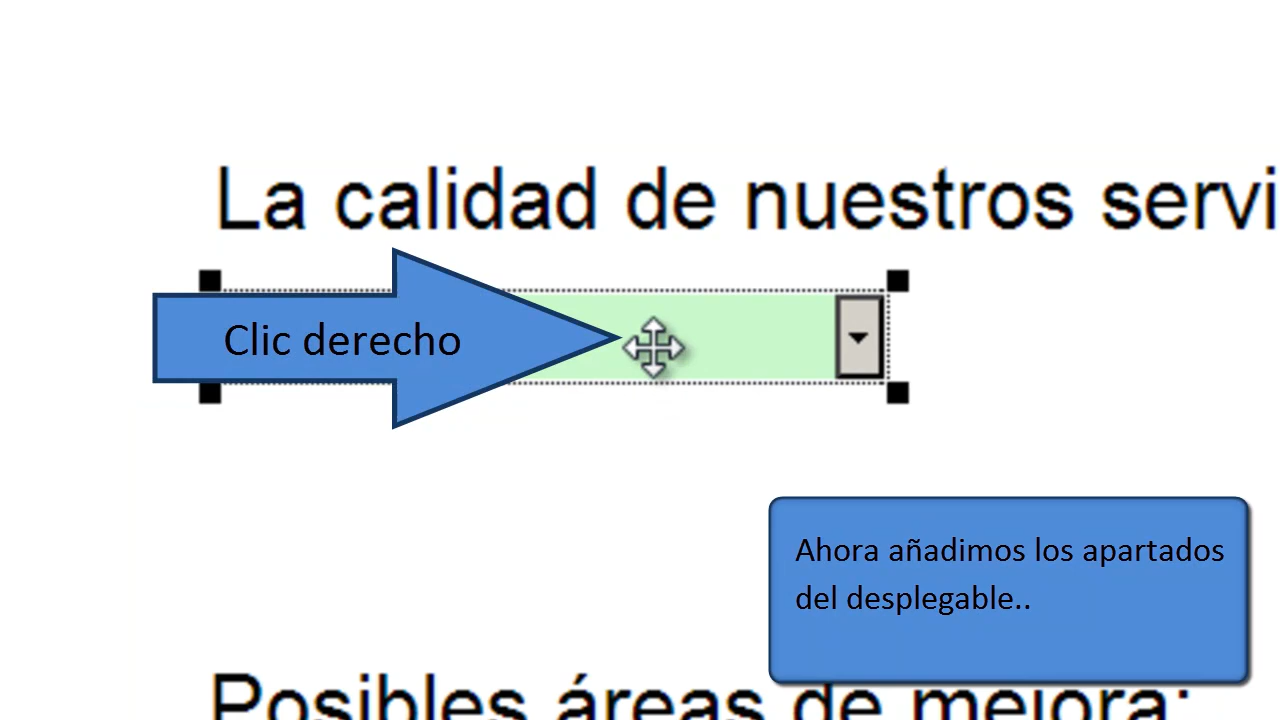 La calidad de nuestros servi
Clic derecho
Ahora añadimos los apartados
del desplegable..
Posibles áreas de mejora: